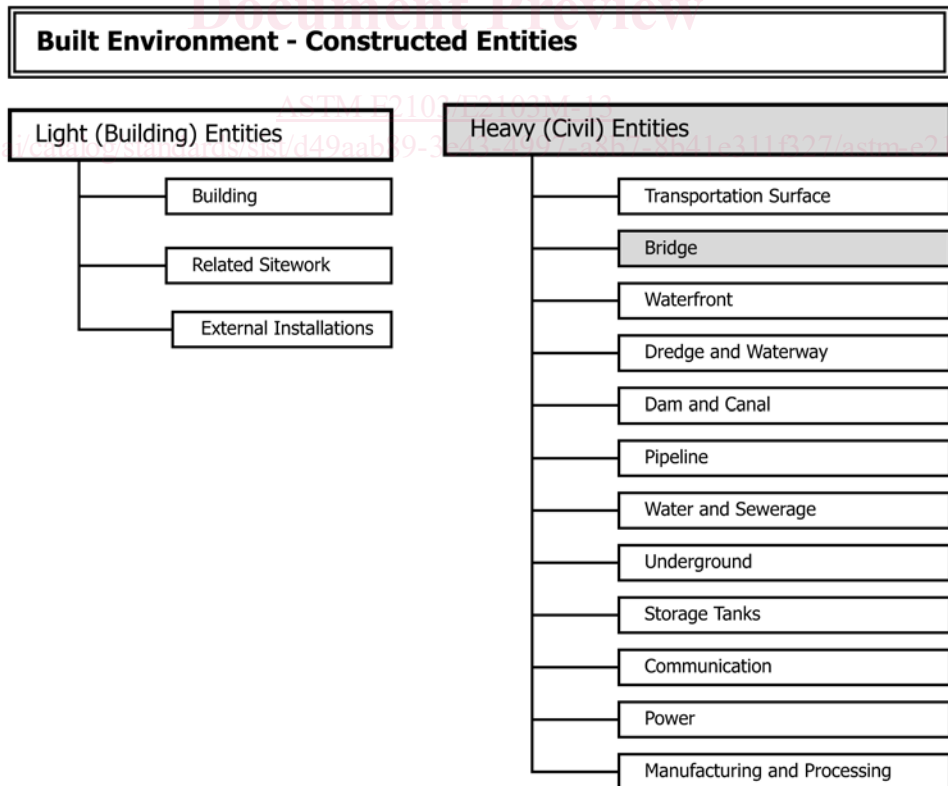 Document Preview
Built Environment - Constructed Entities
ASTM E2103/E2103M-13
Light (Building) Entities
Building
Related Sitework
External Installations
Heavy (Civil) Entities
Transportation Surface
Bridge
Waterfront
Dredge and Waterway
Dam and Canal
Pipeline
Water and Sewerage
Underground
Storage Tanks
Communication
Power
Manufacturing and Processing